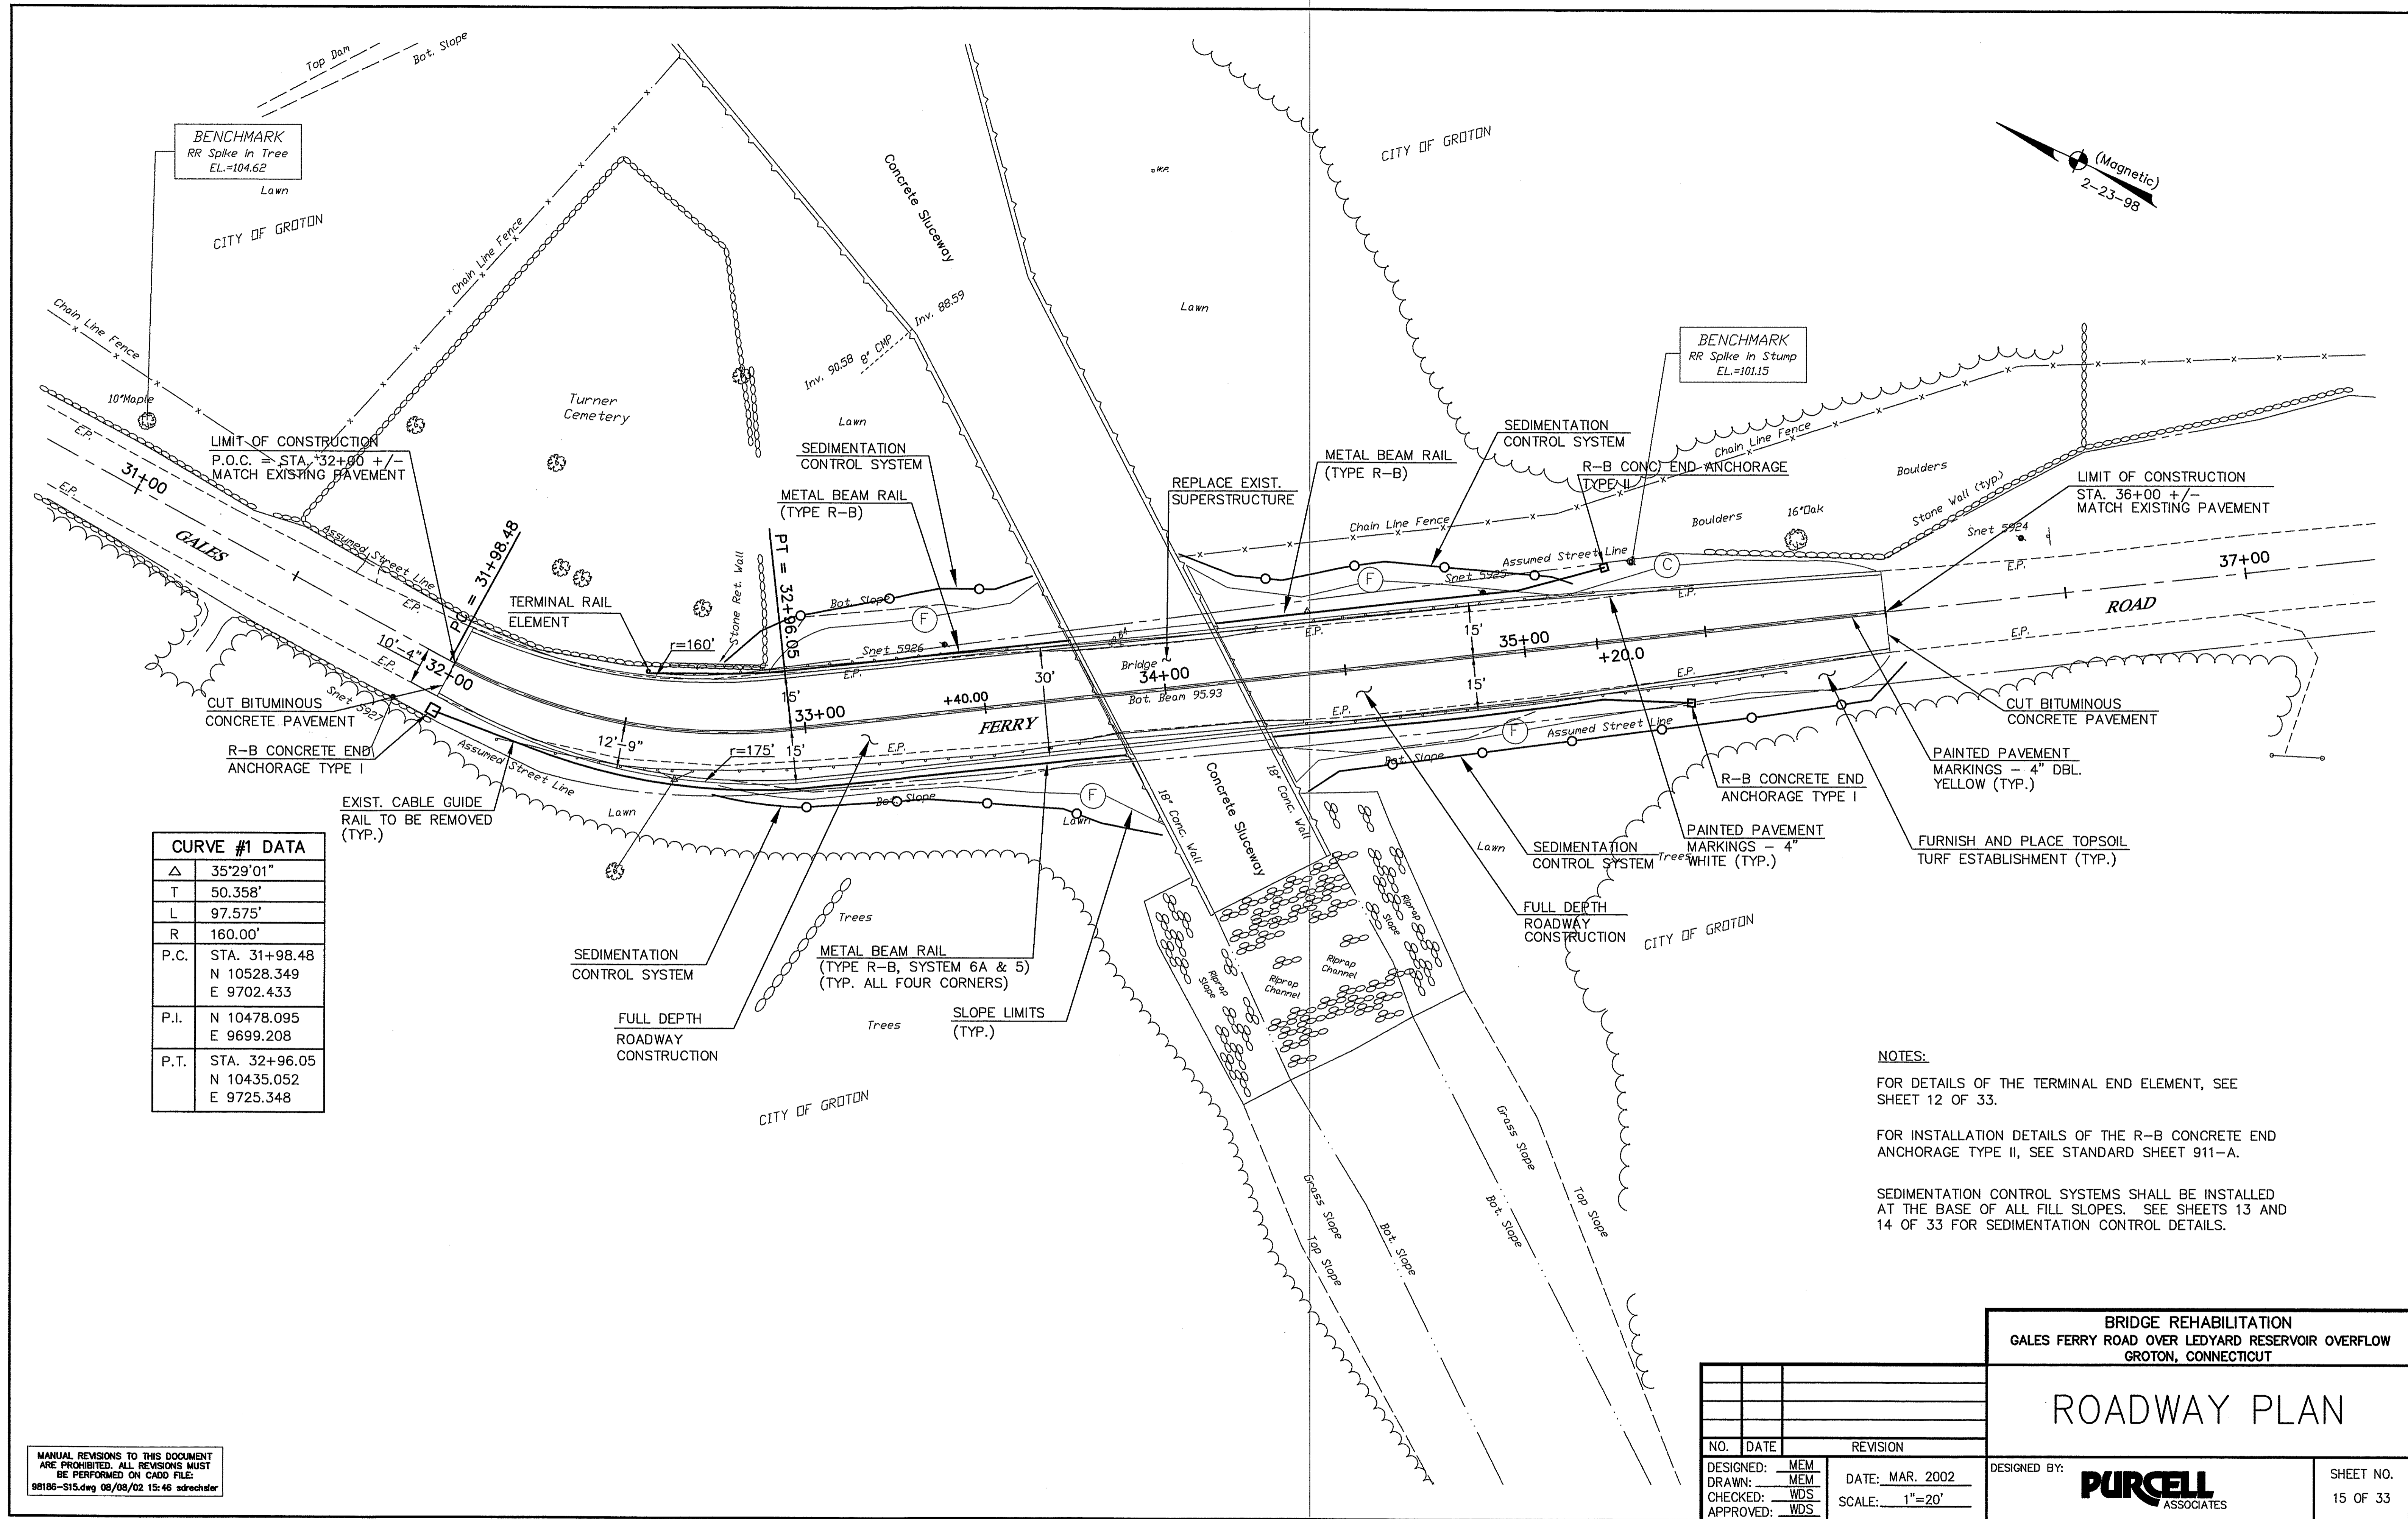 Top Dam
Bot. Slope
BENCHMARK
RR Spike in Tree
EL.=104.62
Lawn
CITY OF GROTON
Chain Line Fence
Concrete Sluceway
W.P.
CITY OF GROTON
(Magnetic)
2-23-98
Chain Line Fence
10"Maple
Turner
Cemetery
Inv. 90.58 8" CMP Inv. 88.59
Lawn
Lawn
BENCHMARK
RR Spike in Stump
EL.=101.15
E.P.
31+00
E.P.
GALES
LIMIT OF CONSTRUCTION
P.O.C. = STA. 32+00 +/-
MATCH EXISTING PAVEMENT
Assumed Street Line
E.P.
PC = 31+98.48
SEDIMENTATION
CONTROL SYSTEM
METAL BEAM RAIL
(TYPE R-B)
TERMINAL RAIL
ELEMENT
r=160'
Stone Ret. Wall
PT = 32+96.05
Bot. Slope
F
Snet 5926
E.P.
REPLACE EXIST.
SUPERSTRUCTURE
METAL BEAM RAIL
(TYPE R-B)
SEDIMENTATION
CONTROL SYSTEM
R-B CONC. END ANCHORAGE
TYPE II
Chain Line Fence
Chain Line Fence
Boulders
Boulders
16"Oak
Stone Wall (typ.)
Snet 5924
LIMIT OF CONSTRUCTION
STA. 36+00 +/-
MATCH EXISTING PAVEMENT
Assumed Street Line
F
C
Snet 5925
E.P.
E.P.
E.P.
37+00
ROAD
E.P.
10'-4"
32+00
E.P.
Snet 5927
CUT BITUMINOUS
CONCRETE PAVEMENT
R-B CONCRETE END
ANCHORAGE TYPE I
Assumed Street Line
EXIST. CABLE GUIDE
RAIL TO BE REMOVED
(TYP.)
12'-9"
r=175'
15'
15'
33+00
E.P.
+40.00
FERRY
30'
Bridge
34+00
Bot. Beam 95.93
15'
15'
35+00
+20.0
E.P.
E.P.
Assumed Street Line
F
Bot. Slope
Lawn
Bot. Slope
F
Lawn
18" Conc. Wall
Concrete Sluceway
18" Conc. Wall
R-B CONCRETE END
ANCHORAGE TYPE I
CUT BITUMINOUS
CONCRETE PAVEMENT
PAINTED PAVEMENT
MARKINGS - 4" DBL.
YELLOW (TYP.)
FURNISH AND PLACE TOPSOIL
TURF ESTABLISHMENT (TYP.)
PAINTED PAVEMENT
MARKINGS - 4"
WHITE (TYP.)
Lawn
SEDIMENTATION
CONTROL SYSTEM
Trees
FULL DEPTH
ROADWAY
CONSTRUCTION
CITY OF GROTON
CURVE #1 DATA
△ 35°29'01"
T 50.358'
L 97.575'
R 160.00'
P.C. STA. 31+98.48
N 10528.349
E 9702.433
P.I. N 10478.095
E 9699.208
P.T. STA. 32+96.05
N 10435.052
E 9725.348
SEDIMENTATION
CONTROL SYSTEM
Trees
METAL BEAM RAIL
(TYPE R-B, SYSTEM 6A & 5)
(TYP. ALL FOUR CORNERS)
FULL DEPTH
ROADWAY
CONSTRUCTION
Trees
SLOPE LIMITS
(TYP.)
Riprap
Slope
Riprap
Channel
Riprap
Channel
Riprap
Slope
CITY OF GROTON
Grass Slope
Top Slope
Bot. Slope
Bot. Slope
Grass Slope
Top Slope
NOTES:
FOR DETAILS OF THE TERMINAL END ELEMENT, SEE
SHEET 12 OF 33.
FOR INSTALLATION DETAILS OF THE R-B CONCRETE END
ANCHORAGE TYPE II, SEE STANDARD SHEET 911-A.
SEDIMENTATION CONTROL SYSTEMS SHALL BE INSTALLED
AT THE BASE OF ALL FILL SLOPES. SEE SHEETS 13 AND
14 OF 33 FOR SEDIMENTATION CONTROL DETAILS.
MANUAL REVISIONS TO THIS DOCUMENT
ARE PROHIBITED. ALL REVISIONS MUST
BE PERFORMED ON CADD FILE:
98186-S15.dwg 08/08/02 15:46 sdrechsler
BRIDGE REHABILITATION
GALES FERRY ROAD OVER LEDYARD RESERVOIR OVERFLOW
GROTON, CONNECTICUT
ROADWAY PLAN
NO. DATE REVISION
DESIGNED: MEM
DRAWN: MEM
CHECKED: WDS
APPROVED: WDS
DATE: MAR. 2002
SCALE: 1"=20'
DESIGNED BY:
PURCELL
ASSOCIATES
SHEET NO.
15 OF 33